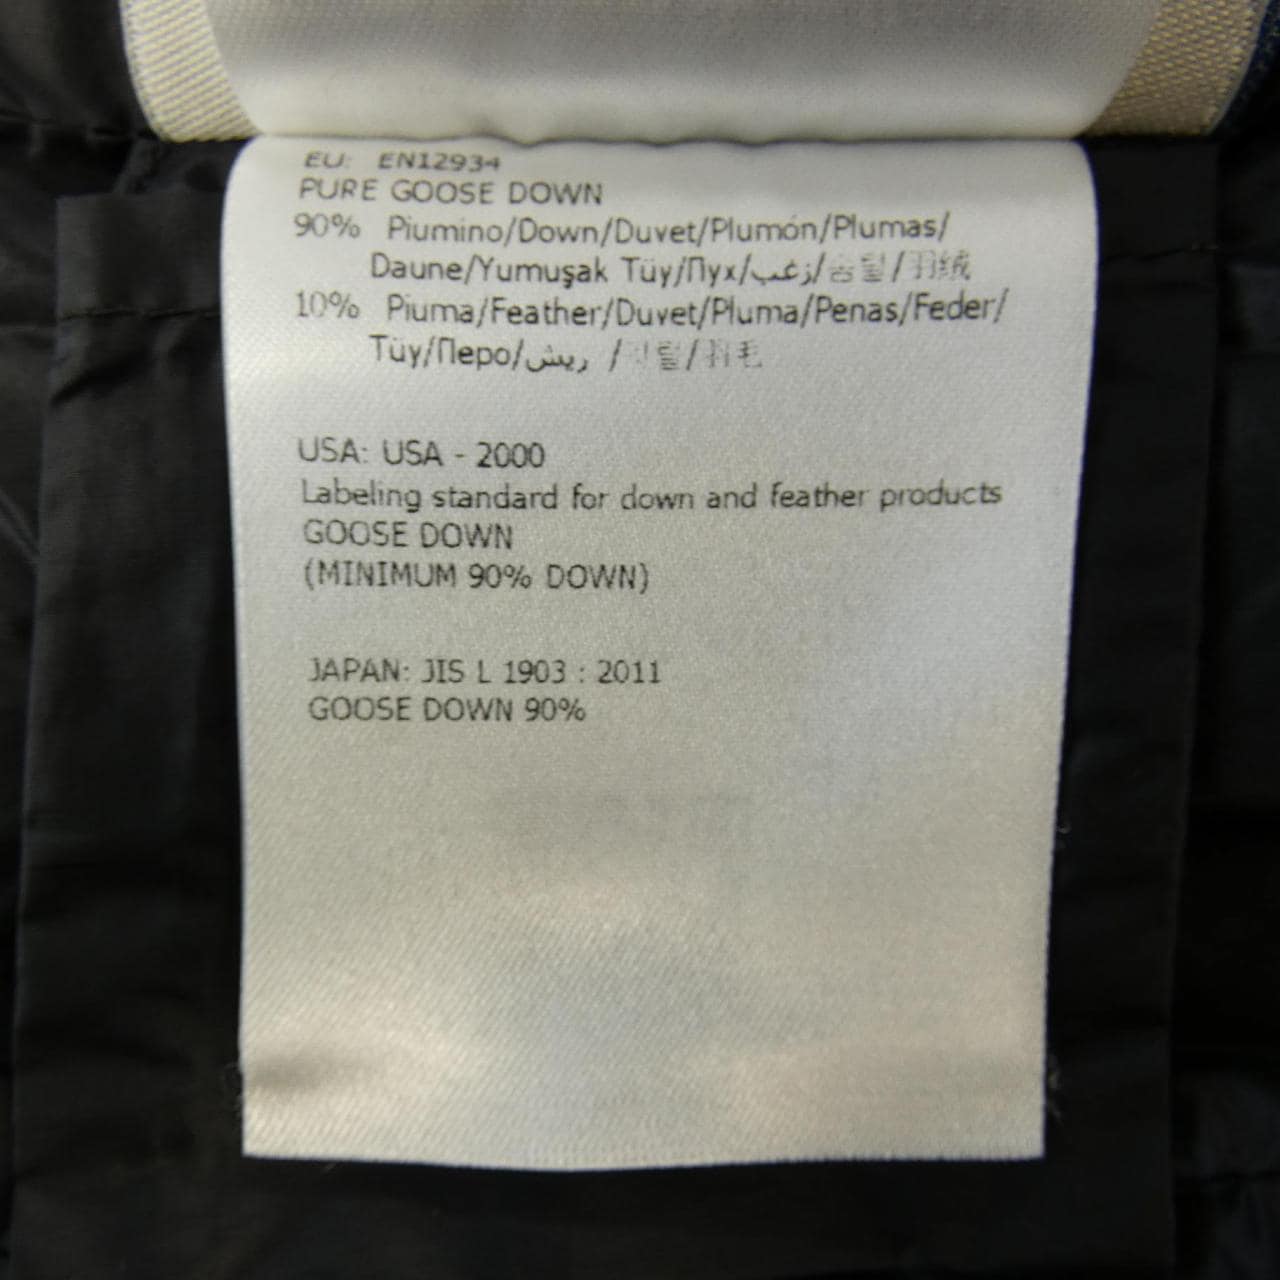 EU: EN12934
PURE GOOSE DOWN
90% Piumino/Down/Duvet/Plumón/Plumas/
Daune/Yumuşak Tüy/Пух/زغب/솜털/羽绒
10% Piuma/Feather/Duvet/Pluma/Penas/Feder/
Tüy/Перо/ريش /깃털/羽毛
USA: USA - 2000
Labeling standard for down and feather products
GOOSE DOWN
(MINIMUM 90% DOWN)
JAPAN: JIS L 1903 : 2011
GOOSE DOWN 90%